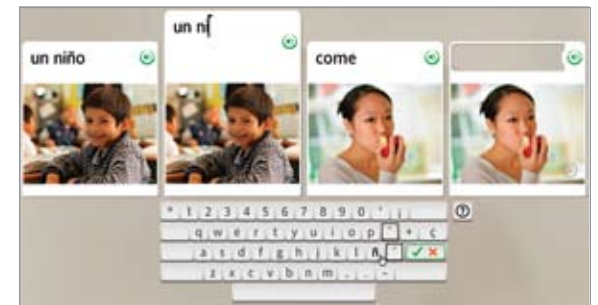 un niño
un ni
come
1 2 3 4 5 6 7 8 9 0 ' ¡
q w e r t y u i o p ` + ç
a s d f g h j k l ñ ´
z x c v b n m , . -